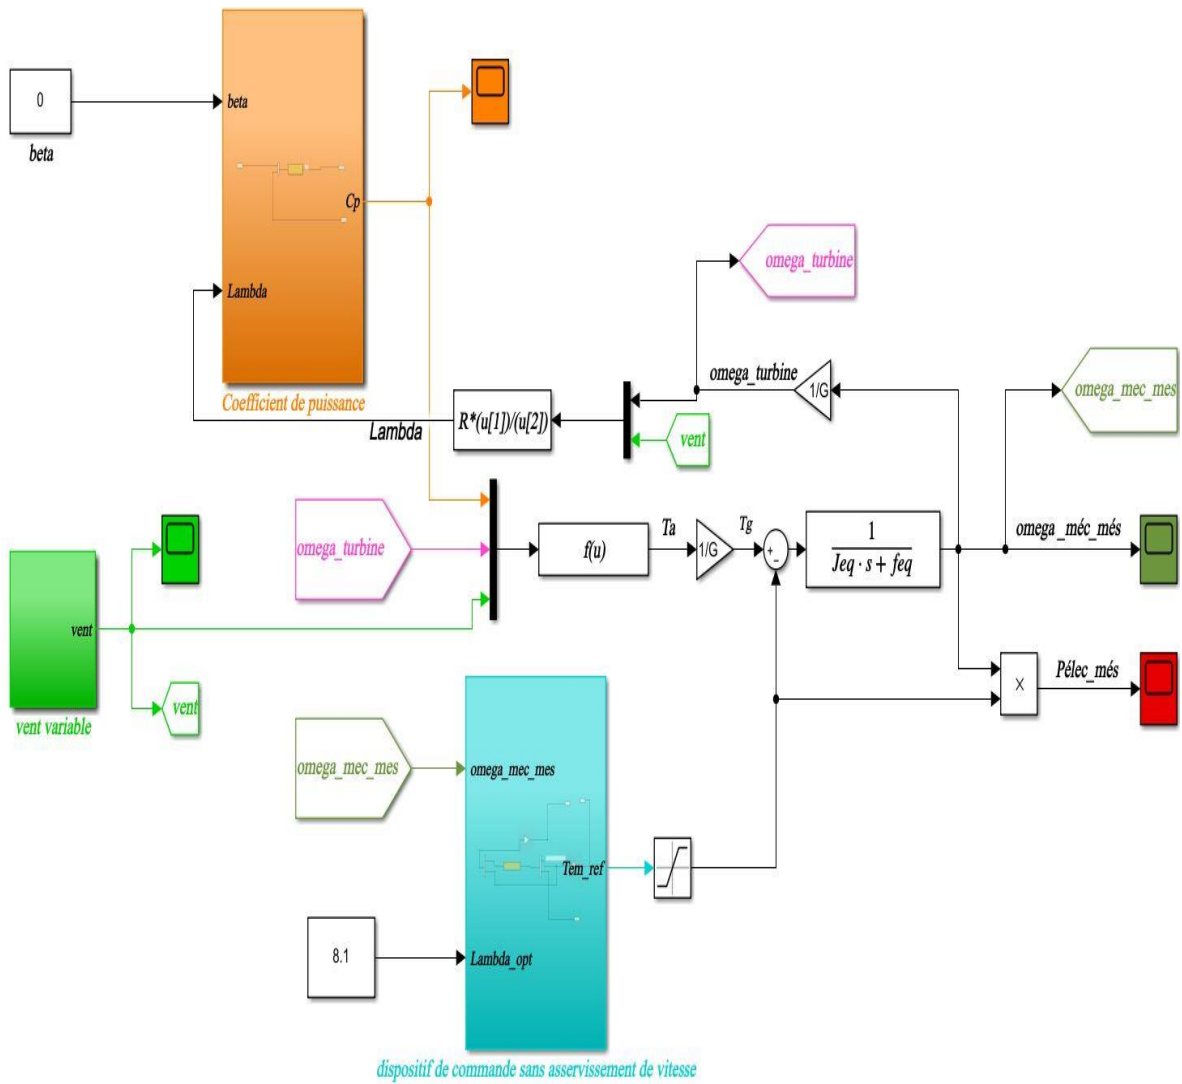 0
beta
beta
Cp
Lambda
Coefficient de puissance
omega_turbine
omega_turbine
1/G
omega_mec_mes
R*(u[1])/(u[2])
Lambda
vent
omega_turbine
f(u)
Ta
1/G
Tg
+
-
1
Jeq · s + feq
omega_méc_més
vent
vent
vent variable
×
Pélec_més
omega_mec_mes
omega_mec_mes
Tem_ref
8.1
Lambda_opt
dispositif de commande sans asservissement de vitesse